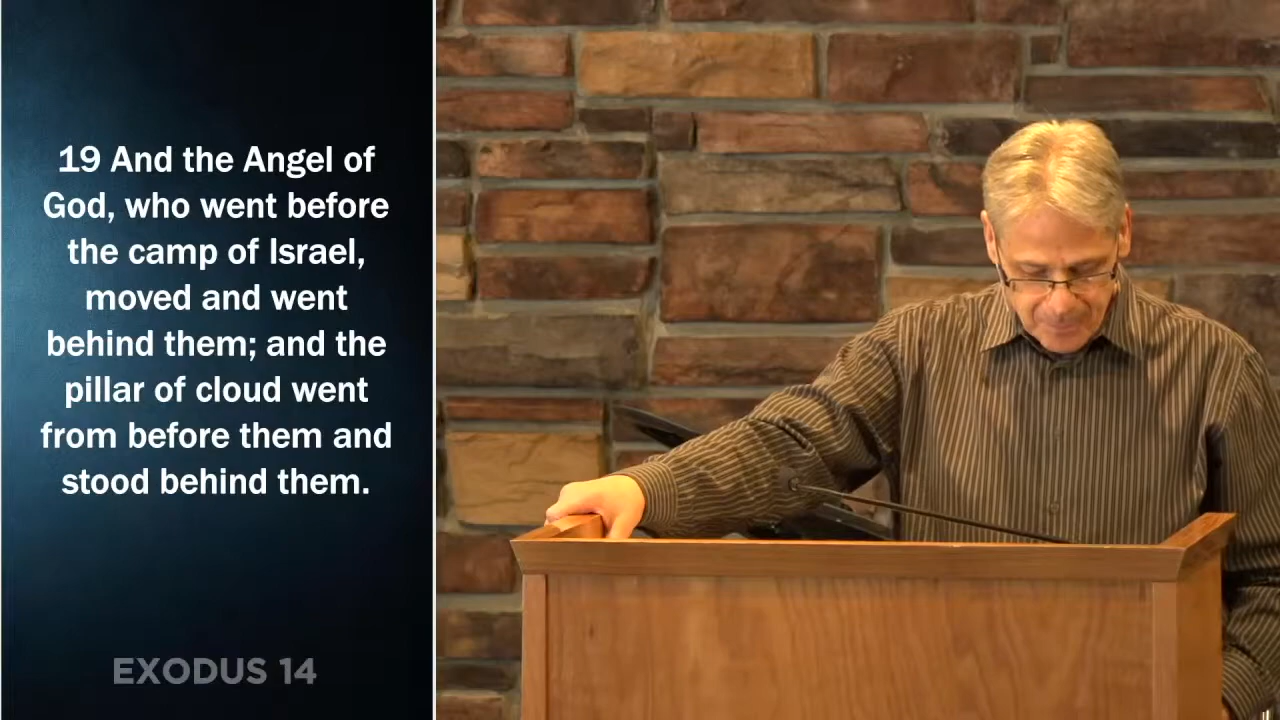 19 And the Angel of
God, who went before
the camp of Israel,
moved and went
behind them; and the
pillar of cloud went
from before them and
stood behind them.
EXODUS 14